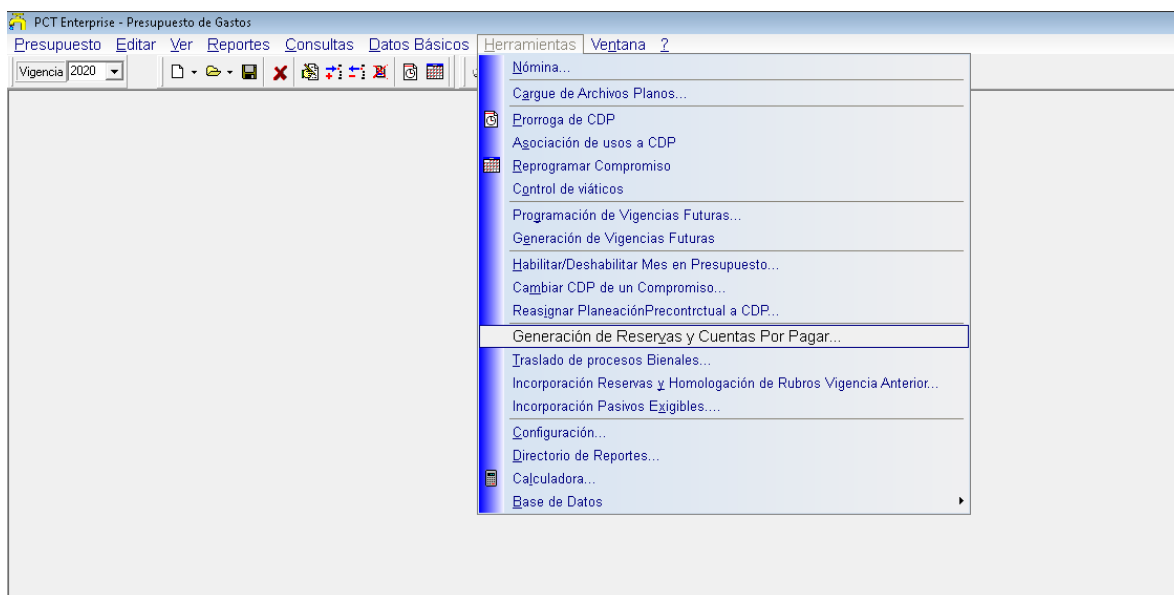 PCT Enterprise - Presupuesto de Gastos
Presupuesto Editar Ver Reportes Consultas Datos Básicos Herramientas Ventana ?
Vigencia 2020
Nómina...
Cargue de Archivos Planos...
Prorroga de CDP
Asociación de usos a CDP
Reprogramar Compromiso
Control de viáticos
Programación de Vigencias Futuras...
Generación de Vigencias Futuras
Habilitar/Deshabilitar Mes en Presupuesto...
Cambiar CDP de un Compromiso...
Reasignar PlaneaciónPrecontrctual a CDP...
Generación de Reservas y Cuentas Por Pagar...
Traslado de procesos Bienales...
Incorporación Reservas y Homologación de Rubros Vigencia Anterior...
Incorporación Pasivos Exigibles....
Configuración...
Directorio de Reportes...
Calculadora...
Base de Datos